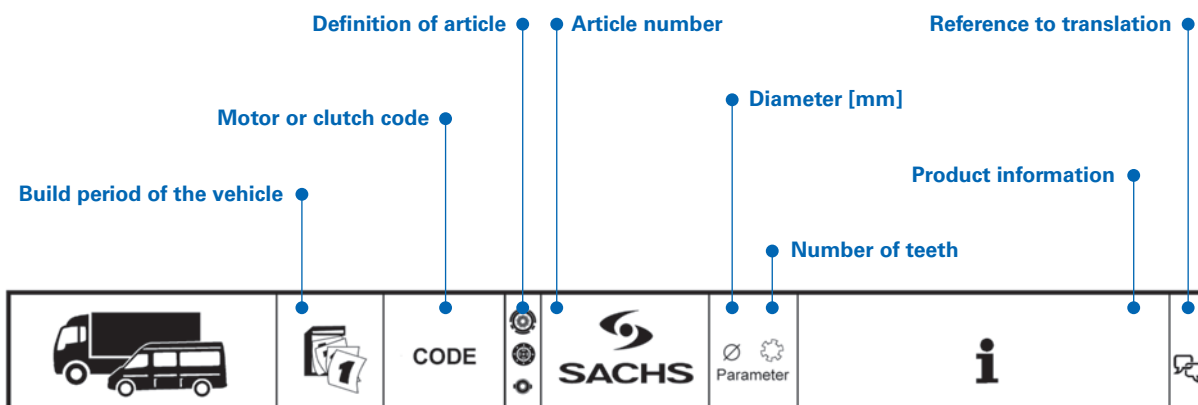 Definition of article
Article number
Reference to translation
Diameter [mm]
Motor or clutch code
Product information
Build period of the vehicle
Number of teeth
1
CODE
SACHS
Parameter
i